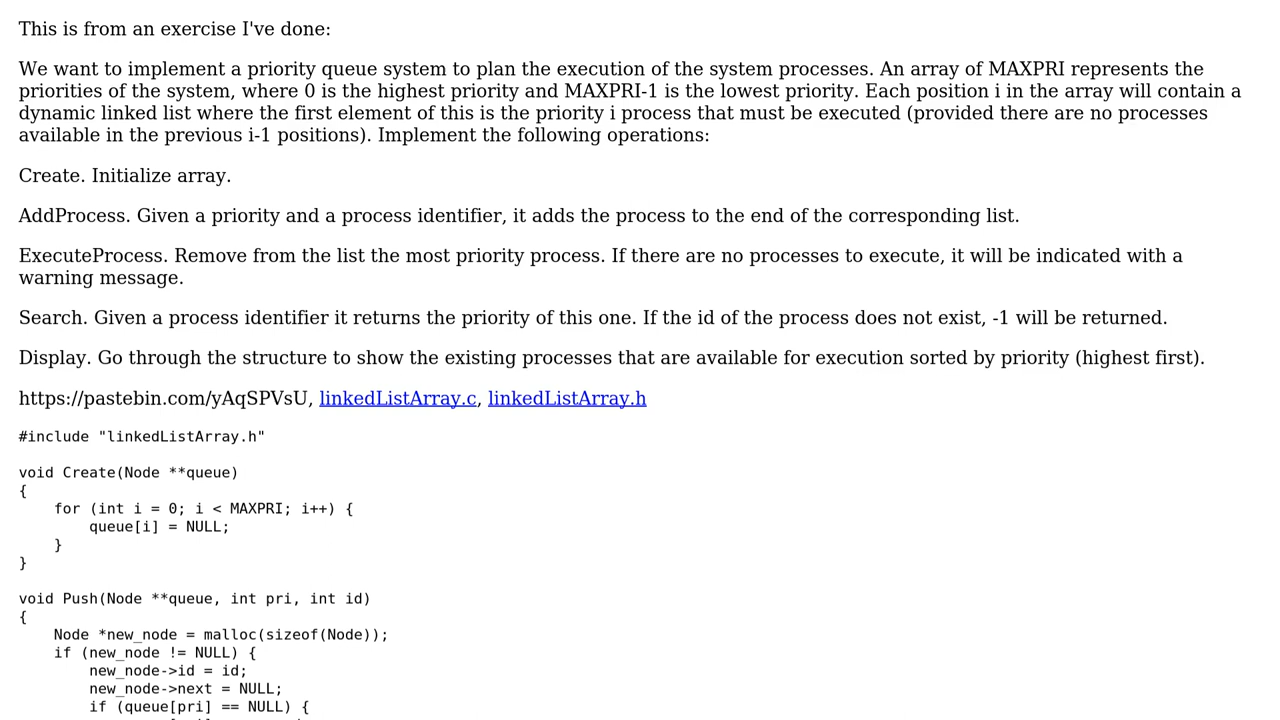 This is from an exercise I've done:
We want to implement a priority queue system to plan the execution of the system processes. An array of MAXPRI represents the
priorities of the system, where 0 is the highest priority and MAXPRI-1 is the lowest priority. Each position i in the array will contain a
dynamic linked list where the first element of this is the priority i process that must be executed (provided there are no processes
available in the previous i-1 positions). Implement the following operations:
Create. Initialize array.
AddProcess. Given a priority and a process identifier, it adds the process to the end of the corresponding list.
ExecuteProcess. Remove from the list the most priority process. If there are no processes to execute, it will be indicated with a
warning message.
Search. Given a process identifier it returns the priority of this one. If the id of the process does not exist, -1 will be returned.
Display. Go through the structure to show the existing processes that are available for execution sorted by priority (highest first).
https://pastebin.com/yAqSPVsU, linkedListArray.c, linkedListArray.h
#include "linkedListArray.h"
void Create(Node **queue)
{
    for (int i = 0; i < MAXPRI; i++) {
        queue[i] = NULL;
    }
}
void Push(Node **queue, int pri, int id)
{
    Node *new_node = malloc(sizeof(Node));
    if (new_node != NULL) {
        new_node->id = id;
        new_node->next = NULL;
        if (queue[pri] == NULL) {